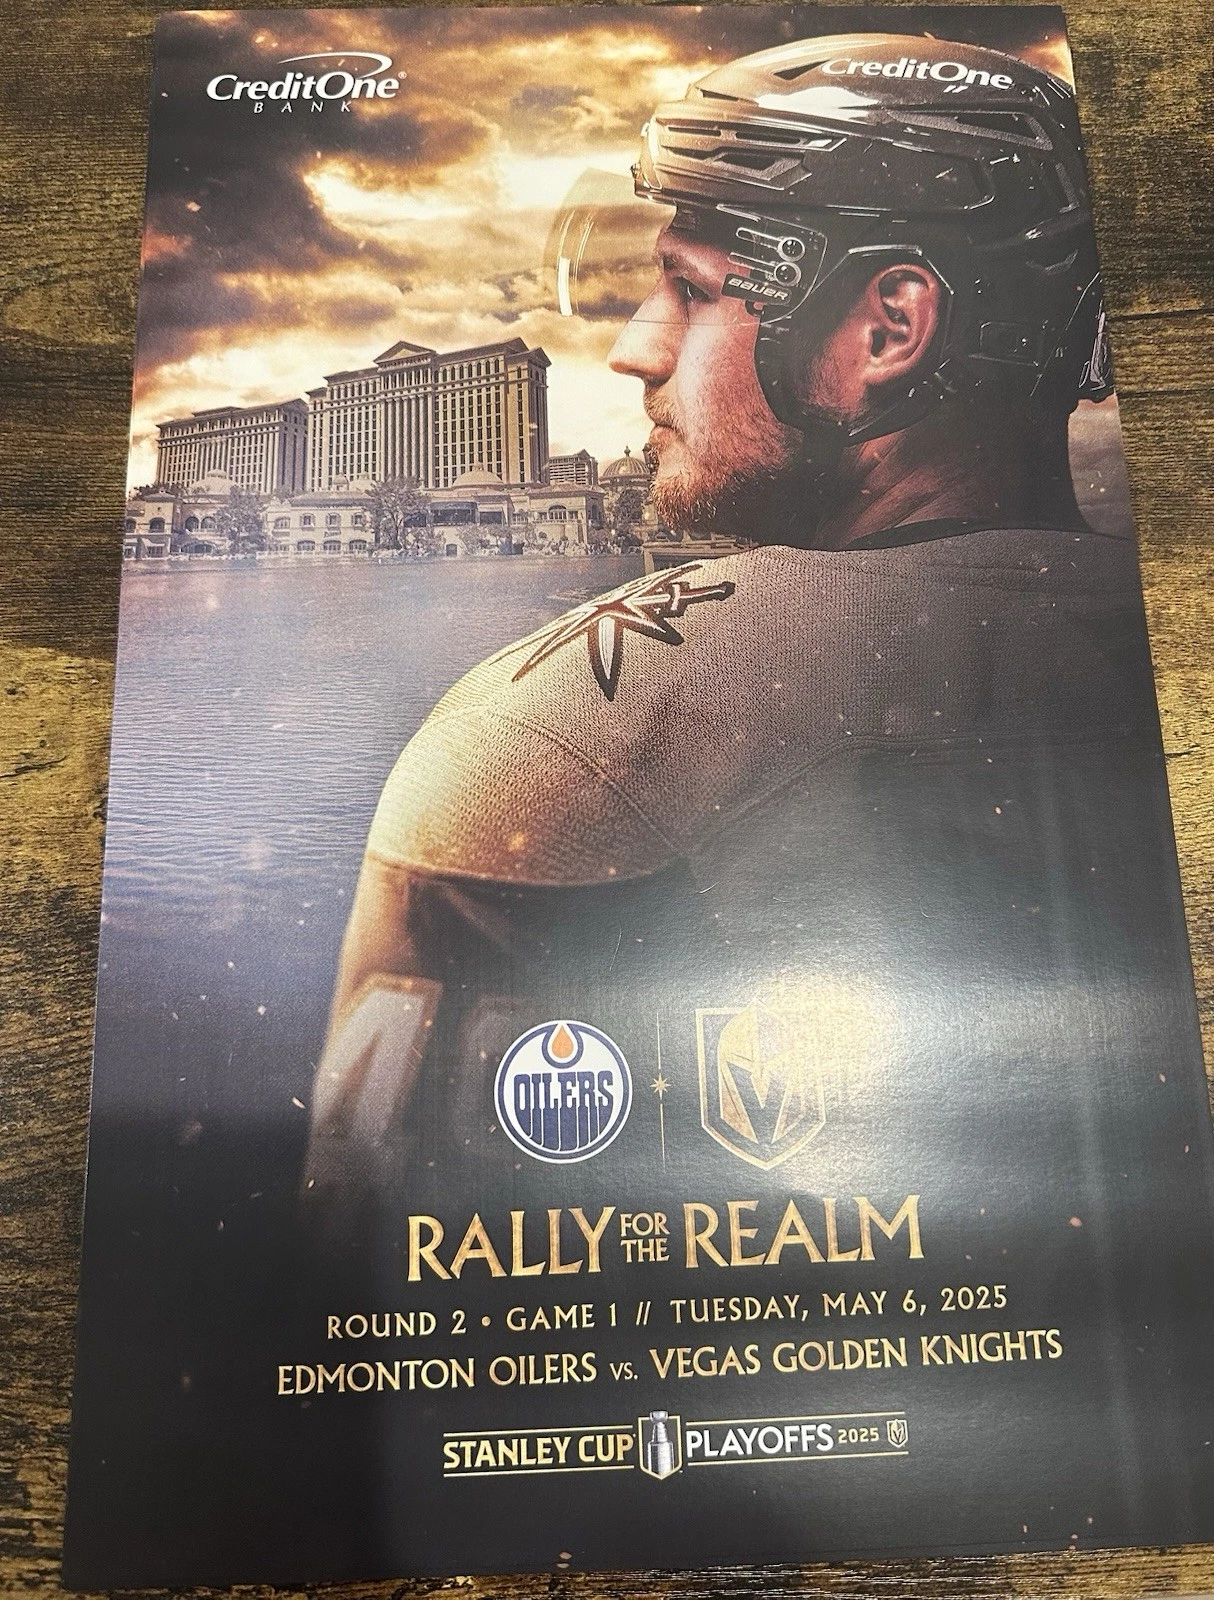 CreditOne®
BANK
CreditOne
BAUER
OILERS
RALLY FOR THE REALM
ROUND 2 • GAME 1 // TUESDAY, MAY 6, 2025
EDMONTON OILERS vs. VEGAS GOLDEN KNIGHTS
STANLEY CUP PLAYOFFS 2025